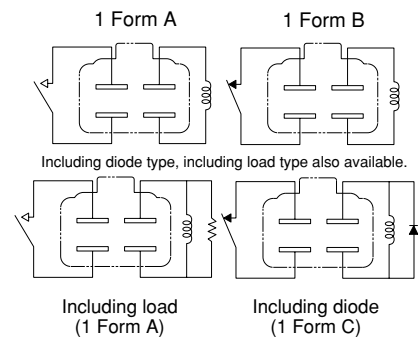 1 Form A
1 Form B
Including diode type, including load type also available.
Including load
(1 Form A)
Including diode
(1 Form C)